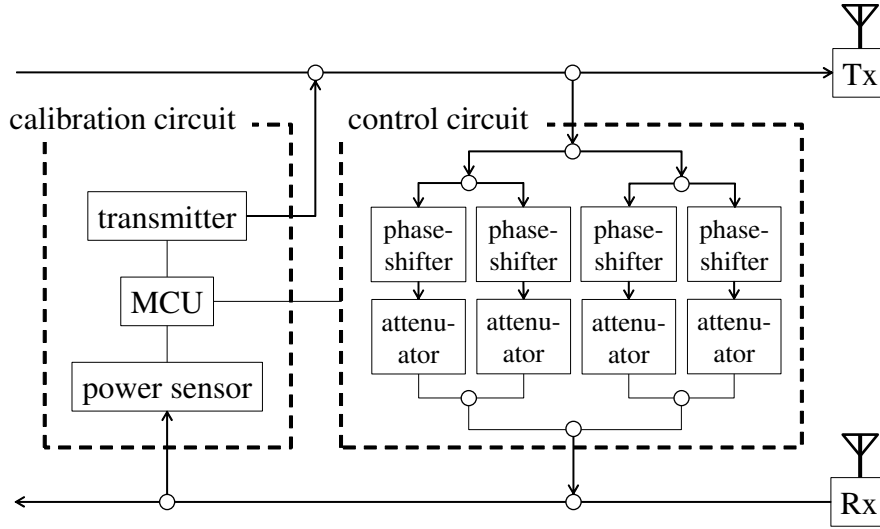 Tx
calibration circuit
control circuit
transmitter
MCU
power sensor
phase-
shifter
phase-
shifter
phase-
shifter
phase-
shifter
attenu-
ator
attenu-
ator
attenu-
ator
attenu-
ator
Rx